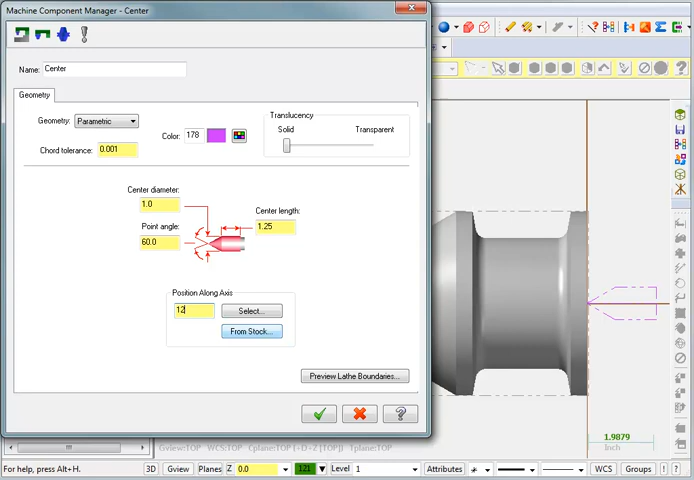 Machine Component Manager - Center
Name: Center
Geometry
Geometry: Parametric
Color: 178
Translucency
Solid Transparent
Chord tolerance: 0.001
Center diameter:
1.0
Center length:
1.25
Point angle:
60.0
Position Along Axis
12
Select...
From Stock...
Preview Lathe Boundaries...
1.9879
Inch
Gview:TOP WCS:TOP Cplane:TOP (+D+Z [TOP]) Tplane:TOP
For help, press Alt+H.
3D Gview Planes Z 0.0 121 Level 1 Attributes WCS Groups ! ?